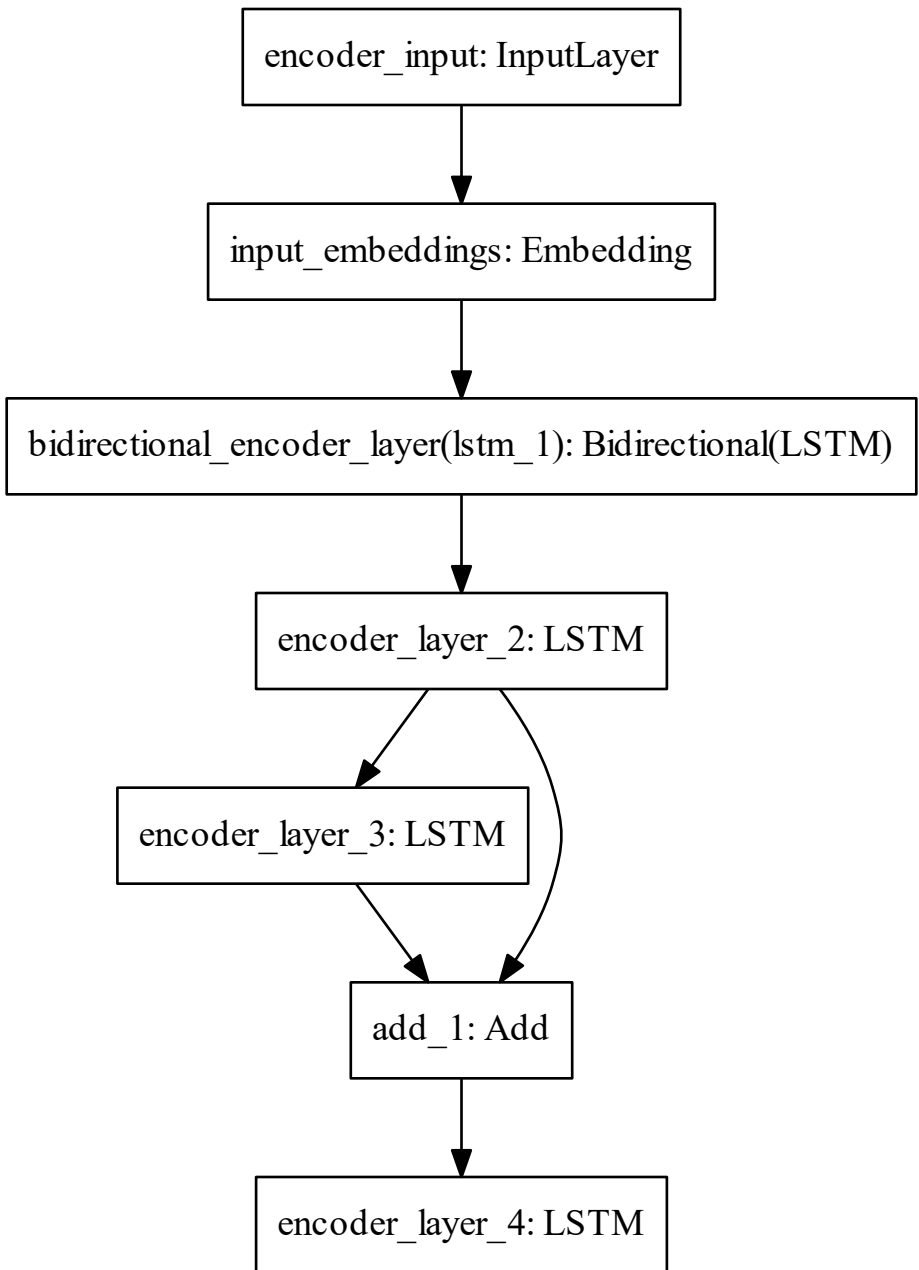 encoder_input: InputLayer
input_embeddings: Embedding
bidirectional_encoder_layer(lstm_1): Bidirectional(LSTM)
encoder_layer_2: LSTM
encoder_layer_3: LSTM
add_1: Add
encoder_layer_4: LSTM